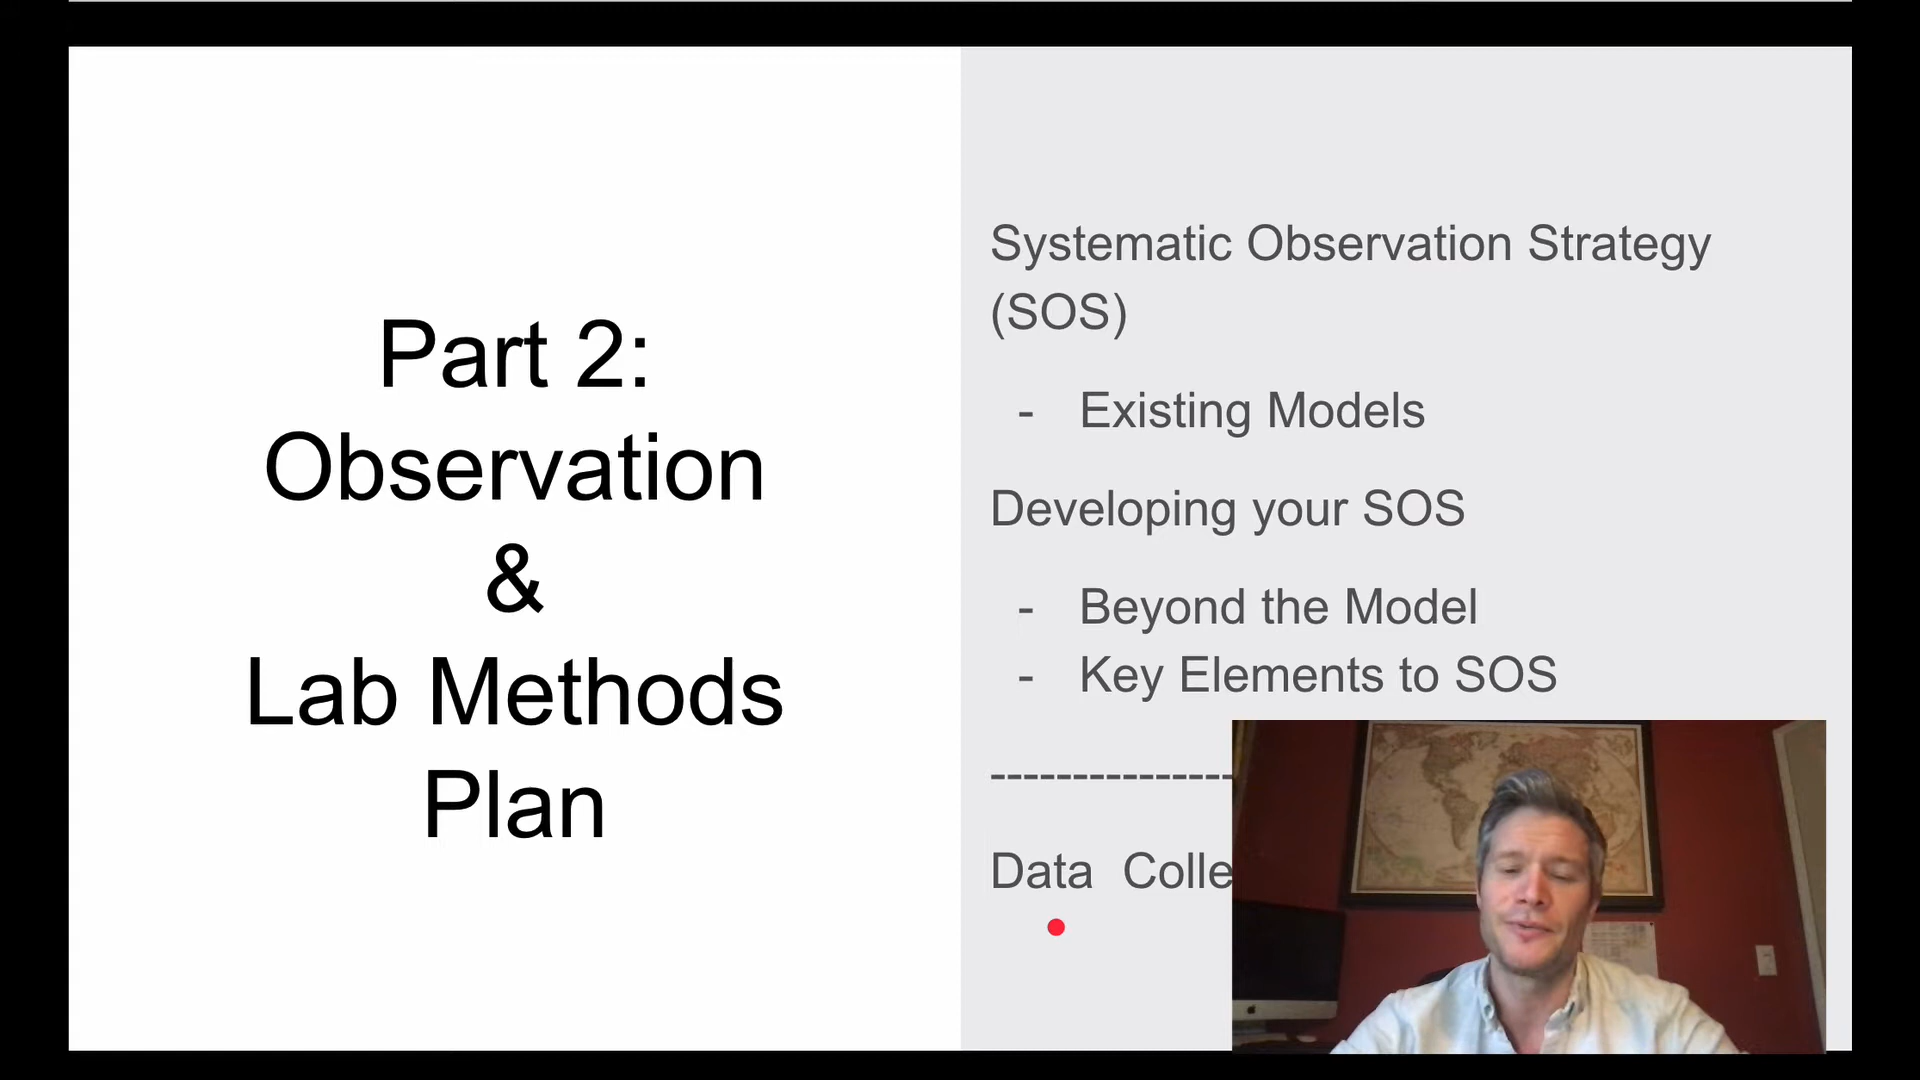 Part 2:
Observation
&
Lab Methods
Plan
Systematic Observation Strategy
(SOS)
- Existing Models
Developing your SOS
- Beyond the Model
- Key Elements to SOS
---------------
Data